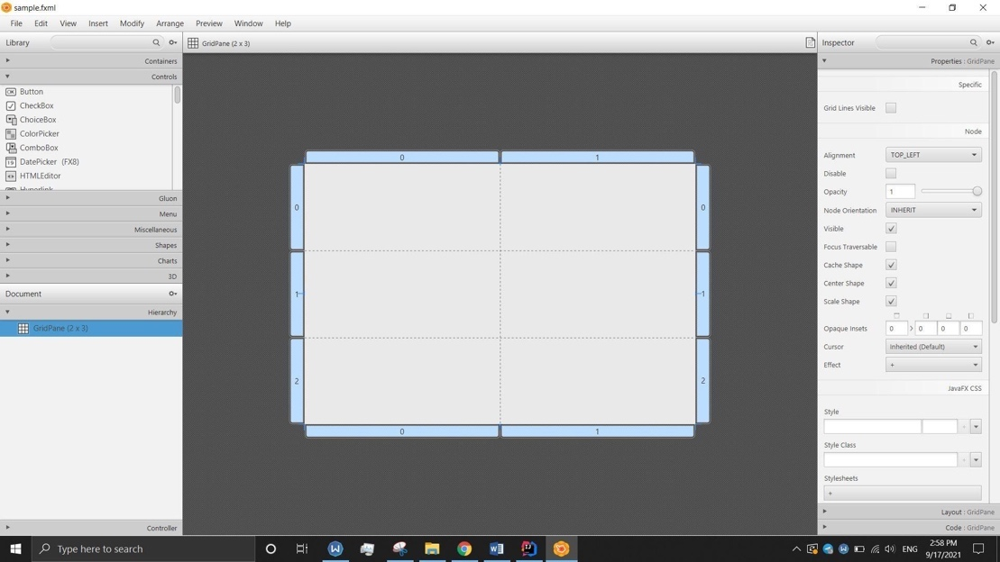 sample.fxml
File Edit View Insert Modify Arrange Preview Window Help
Library
GridPane (2 x 3)
Inspector
Containers
Controls
Button
CheckBox
ChoiceBox
ColorPicker
ComboBox
DatePicker (FX8)
HTMLEditor
Hyperlink
Gluon
Menu
Miscellaneous
Shapes
Charts
3D
Document
Hierarchy
GridPane (2 x 3)
Controller
0 1
0 0
1 1
2 2
0 1
Properties : GridPane
Specific
Grid Lines Visible
Node
Alignment TOP_LEFT
Disable
Opacity 1
Node Orientation INHERIT
Visible
Focus Traversable
Cache Shape
Center Shape
Scale Shape
Opaque Insets 0 0 0 0
Cursor Inherited (Default)
Effect +
JavaFX CSS
Style
Style Class
Stylesheets
+
Layout : GridPane
Code : GridPane
Type here to search
ENG
2:58 PM
9/17/2021